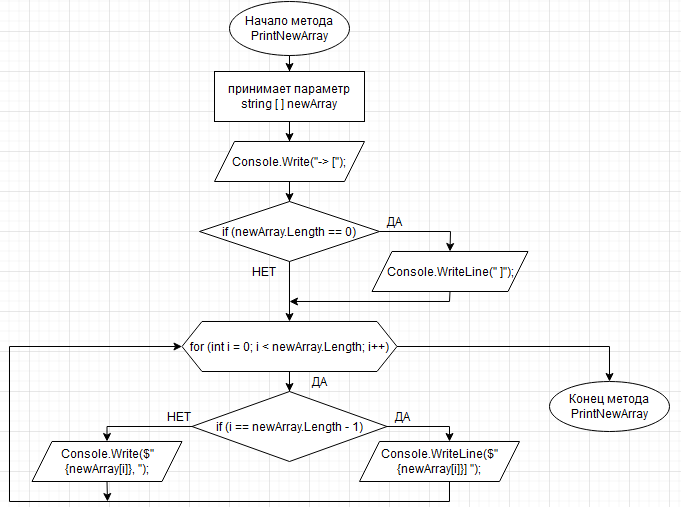 Начало метода
PrintNewArray
принимает параметр
string [ ] newArray
Console.Write("-> [");
if (newArray.Length == 0)
ДА
Console.WriteLine(" ]");
НЕТ
for (int i = 0; i < newArray.Length; i++)
ДА
Конец метода
PrintNewArray
if (i == newArray.Length - 1)
НЕТ
ДА
Console.Write($"
{newArray[i]}, ");
Console.WriteLine($"
{newArray[i]}] ");